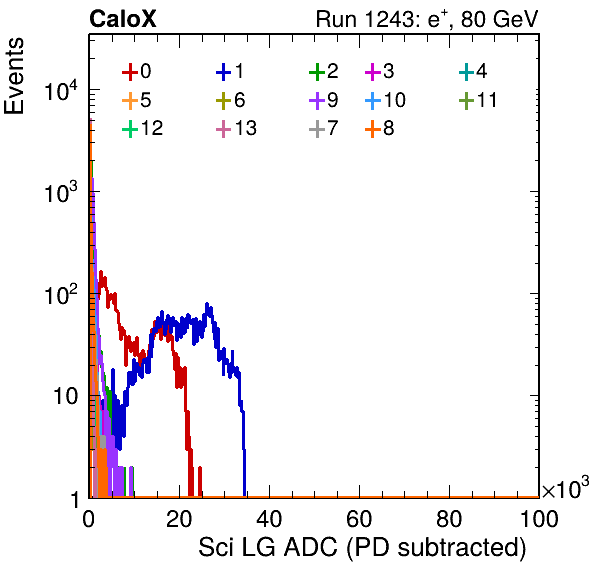 CaloX Run 1243: e⁺, 80 GeV
Events
0 1 2 3 4
5 6 9 10 11
12 13 7 8
10⁴
10³
10²
10
1
0 20 40 60 80 100
×10³
Sci LG ADC (PD subtracted)